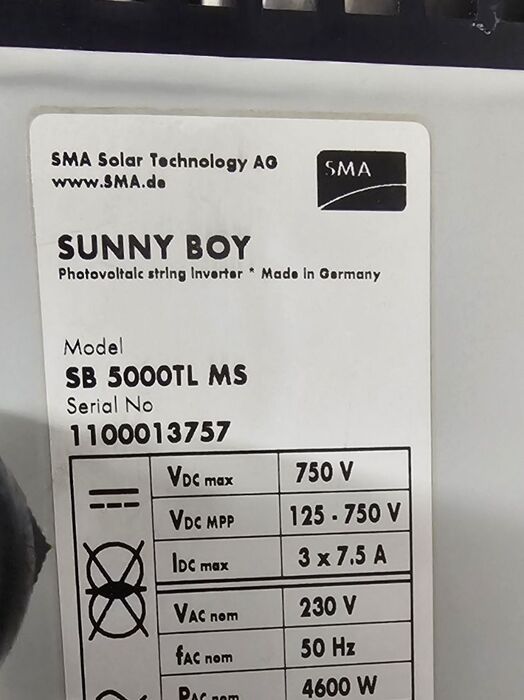 SMA Solar Technology AG
www.SMA.de
SMA
SUNNY BOY
Photovoltaic string Inverter * Made in Germany
Model
SB 5000TL MS
Serial No
1100013757
VDC max 750 V
VDC MPP 125 - 750 V
IDC max 3 x 7.5 A
VAC nom 230 V
fAC nom 50 Hz
PAC nom 4600 W